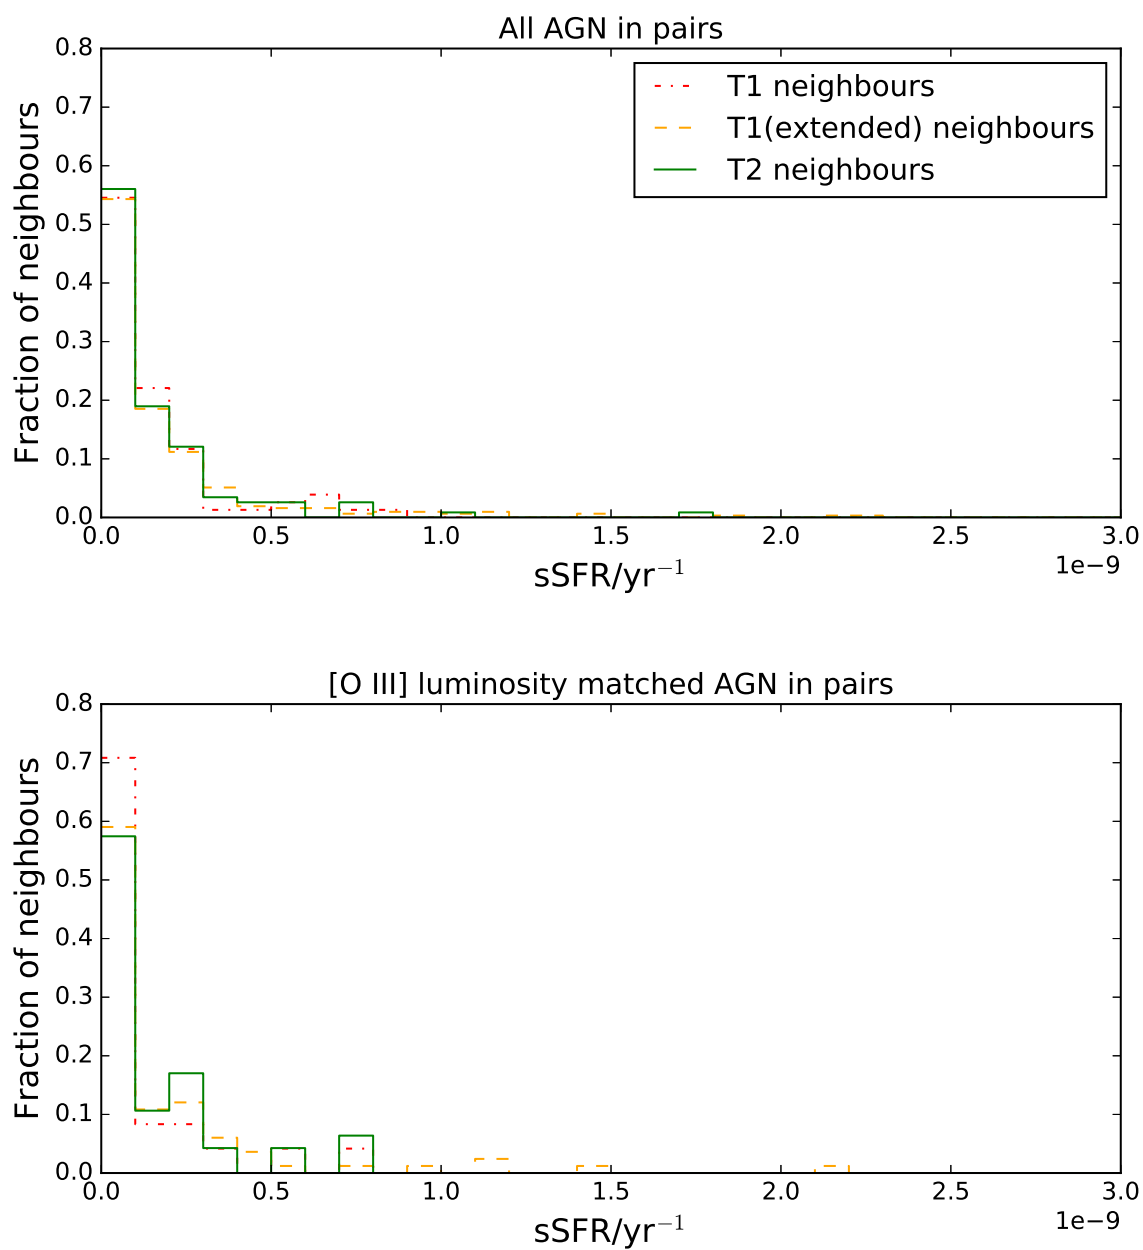 All AGN in pairs
0.8
0.7
0.6
0.5
0.4
0.3
0.2
0.1
0.0
Fraction of neighbours
T1 neighbours
T1(extended) neighbours
T2 neighbours
0.0 0.5 1.0 1.5 2.0 2.5 3.0
1e−9
sSFR/yr⁻¹
[O III] luminosity matched AGN in pairs
0.8
0.7
0.6
0.5
0.4
0.3
0.2
0.1
0.0
Fraction of neighbours
0.0 0.5 1.0 1.5 2.0 2.5 3.0
1e−9
sSFR/yr⁻¹